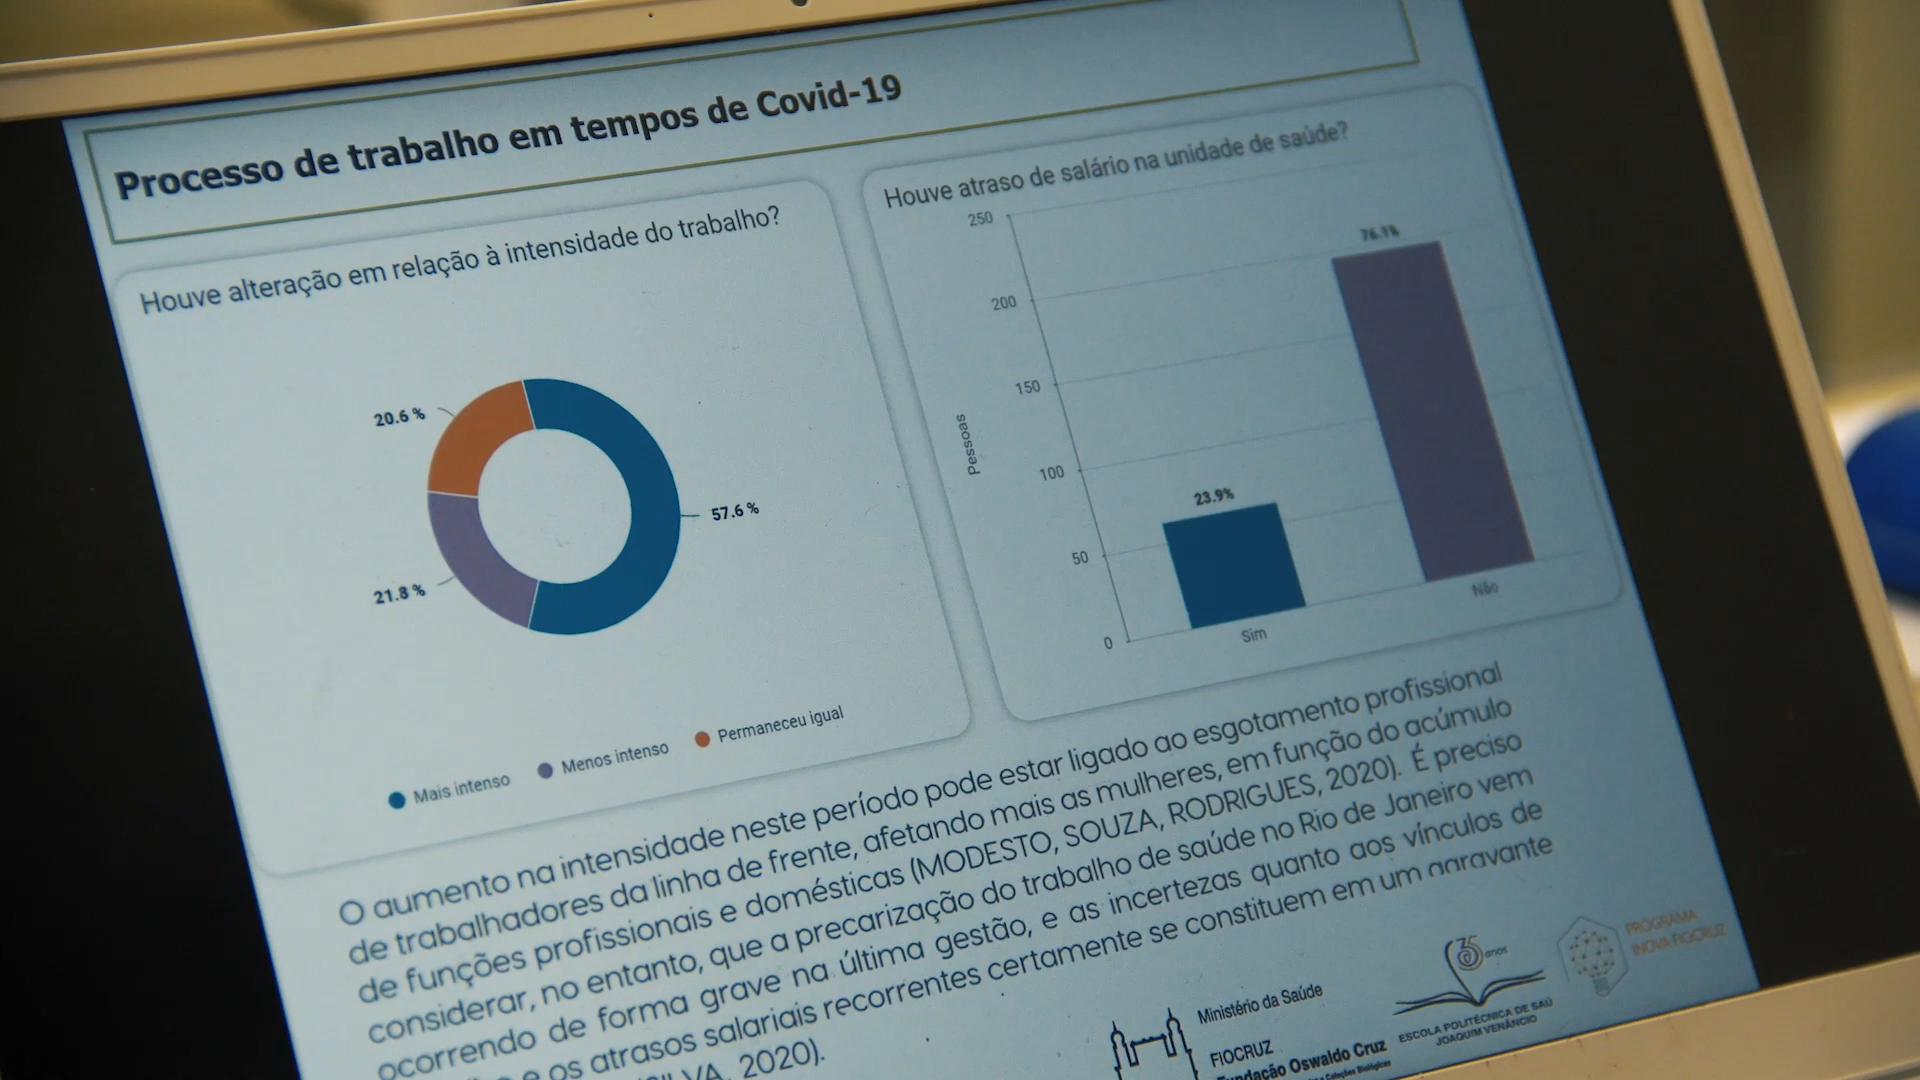 Processo de trabalho em tempos de Covid-19
Houve alteração em relação à intensidade do trabalho?
20.6 %
57.6 %
21.8 %
Mais intenso
Menos intenso
Permaneceu igual
Houve atraso de salário na unidade de saúde?
250
200
150
100
50
0
Pessoas
23.9%
76.1%
Sim
Não
O aumento na intensidade neste período pode estar ligado ao esgotamento profissional
de trabalhadores da linha de frente, afetando mais as mulheres, em função do acúmulo
de funções profissionais e domésticas (MODESTO, SOUZA, RODRIGUES, 2020). É preciso
considerar, no entanto, que a precarização do trabalho de saúde no Rio de Janeiro vem
ocorrendo de forma grave na última gestão, e as incertezas quanto aos vínculos de
e os atrasos salariais recorrentes certamente se constituem em um agravante
SILVA, 2020).
Ministério da Saúde
FIOCRUZ
Fundação Oswaldo Cruz
35 anos
ESCOLA POLITÉCNICA DE SAÚ
JOAQUIM VENÂNCIO
PROGRAMA
INOVA FIOCRUZ